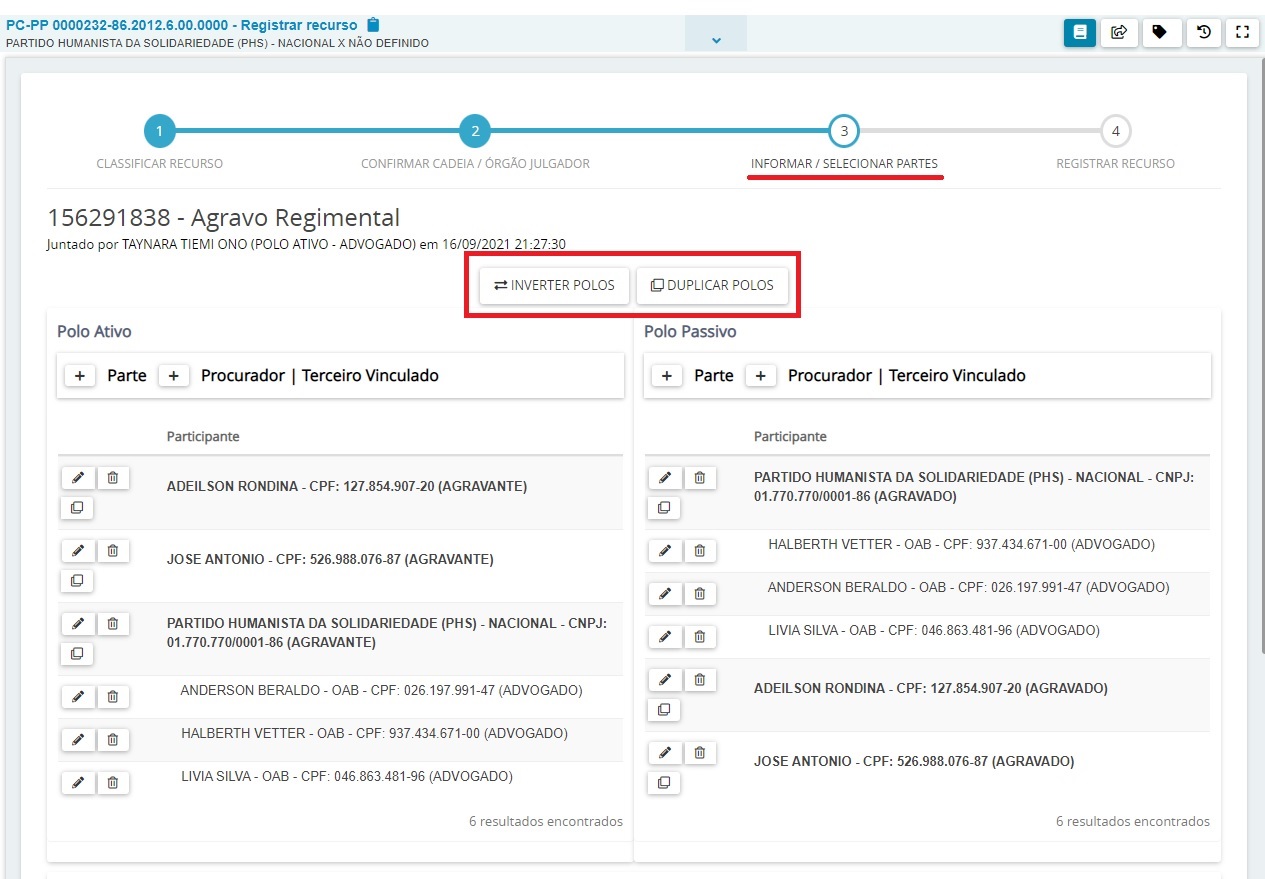 PC-PP 0000232-86.2012.6.00.0000 - Registrar recurso
PARTIDO HUMANISTA DA SOLIDARIEDADE (PHS) - NACIONAL X NÃO DEFINIDO
1
2
3
4
CLASSIFICAR RECURSO
CONFIRMAR CADEIA / ÓRGÃO JULGADOR
INFORMAR / SELECIONAR PARTES
REGISTRAR RECURSO
156291838 - Agravo Regimental
Juntado por TAYNARA TIEMI ONO (POLO ATIVO - ADVOGADO) em 16/09/2021 21:27:30
INVERTER POLOS
DUPLICAR POLOS
Polo Ativo
+ Parte + Procurador | Terceiro Vinculado
Participante
ADEILSON RONDINA - CPF: 127.854.907-20 (AGRAVANTE)
JOSE ANTONIO - CPF: 526.988.076-87 (AGRAVANTE)
PARTIDO HUMANISTA DA SOLIDARIEDADE (PHS) - NACIONAL - CNPJ:
01.770.770/0001-86 (AGRAVANTE)
ANDERSON BERALDO - OAB - CPF: 026.197.991-47 (ADVOGADO)
HALBERTH VETTER - OAB - CPF: 937.434.671-00 (ADVOGADO)
LIVIA SILVA - OAB - CPF: 046.863.481-96 (ADVOGADO)
6 resultados encontrados
Polo Passivo
+ Parte + Procurador | Terceiro Vinculado
Participante
PARTIDO HUMANISTA DA SOLIDARIEDADE (PHS) - NACIONAL - CNPJ:
01.770.770/0001-86 (AGRAVADO)
HALBERTH VETTER - OAB - CPF: 937.434.671-00 (ADVOGADO)
ANDERSON BERALDO - OAB - CPF: 026.197.991-47 (ADVOGADO)
LIVIA SILVA - OAB - CPF: 046.863.481-96 (ADVOGADO)
ADEILSON RONDINA - CPF: 127.854.907-20 (AGRAVADO)
JOSE ANTONIO - CPF: 526.988.076-87 (AGRAVADO)
6 resultados encontrados